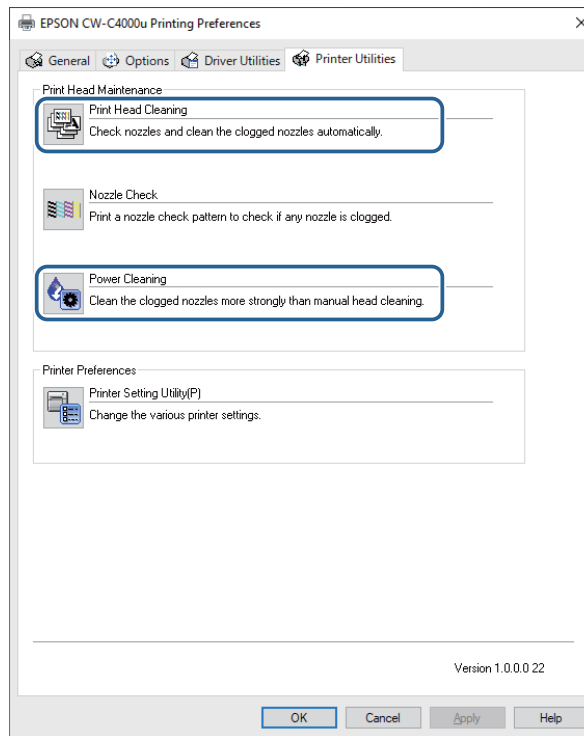 EPSON CW-C4000u Printing Preferences
General
Options
Driver Utilities
Printer Utilities
Print Head Maintenance
Print Head Cleaning
Check nozzles and clean the clogged nozzles automatically.
Nozzle Check
Print a nozzle check pattern to check if any nozzle is clogged.
Power Cleaning
Clean the clogged nozzles more strongly than manual head cleaning.
Printer Preferences
Printer Setting Utility(P)
Change the various printer settings.
Version 1.0.0.0 22
OK
Cancel
Apply
Help